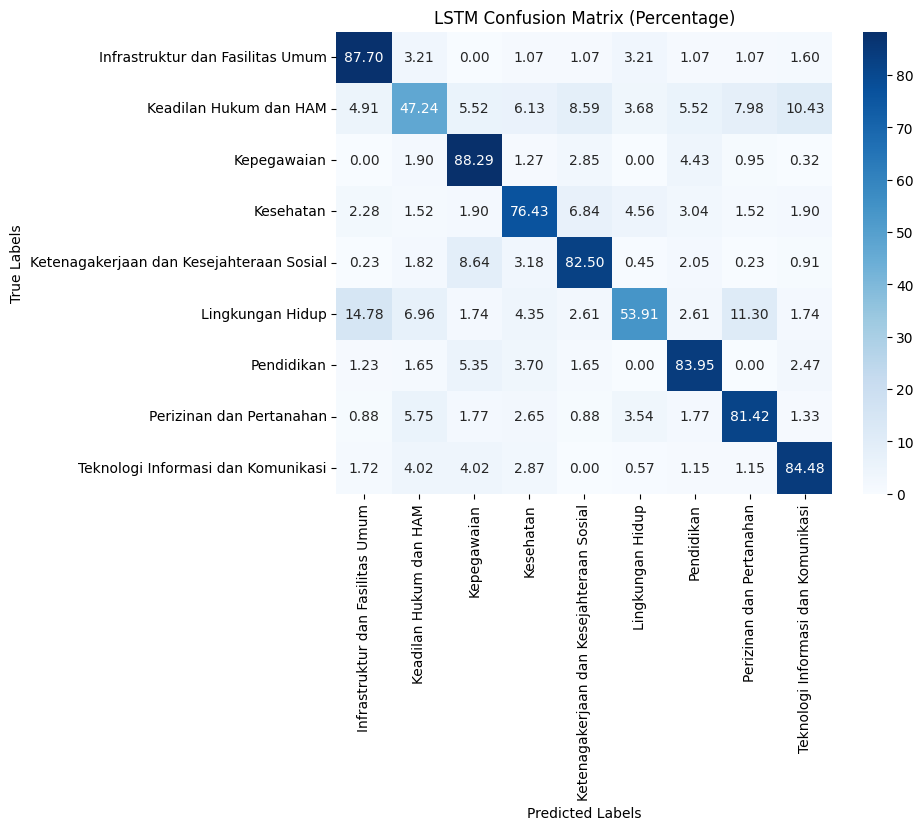 LSTM Confusion Matrix (Percentage)
True Labels
Infrastruktur dan Fasilitas Umum 87.70 3.21 0.00 1.07 1.07 3.21 1.07 1.07 1.60
Keadilan Hukum dan HAM 4.91 47.24 5.52 6.13 8.59 3.68 5.52 7.98 10.43
Kepegawaian 0.00 1.90 88.29 1.27 2.85 0.00 4.43 0.95 0.32
Kesehatan 2.28 1.52 1.90 76.43 6.84 4.56 3.04 1.52 1.90
Ketenagakerjaan dan Kesejahteraan Sosial 0.23 1.82 8.64 3.18 82.50 0.45 2.05 0.23 0.91
Lingkungan Hidup 14.78 6.96 1.74 4.35 2.61 53.91 2.61 11.30 1.74
Pendidikan 1.23 1.65 5.35 3.70 1.65 0.00 83.95 0.00 2.47
Perizinan dan Pertanahan 0.88 5.75 1.77 2.65 0.88 3.54 1.77 81.42 1.33
Teknologi Informasi dan Komunikasi 1.72 4.02 4.02 2.87 0.00 0.57 1.15 1.15 84.48
Infrastruktur dan Fasilitas Umum
Keadilan Hukum dan HAM
Kepegawaian
Kesehatan
Ketenagakerjaan dan Kesejahteraan Sosial
Lingkungan Hidup
Pendidikan
Perizinan dan Pertanahan
Teknologi Informasi dan Komunikasi
Predicted Labels
80
70
60
50
40
30
20
10
0